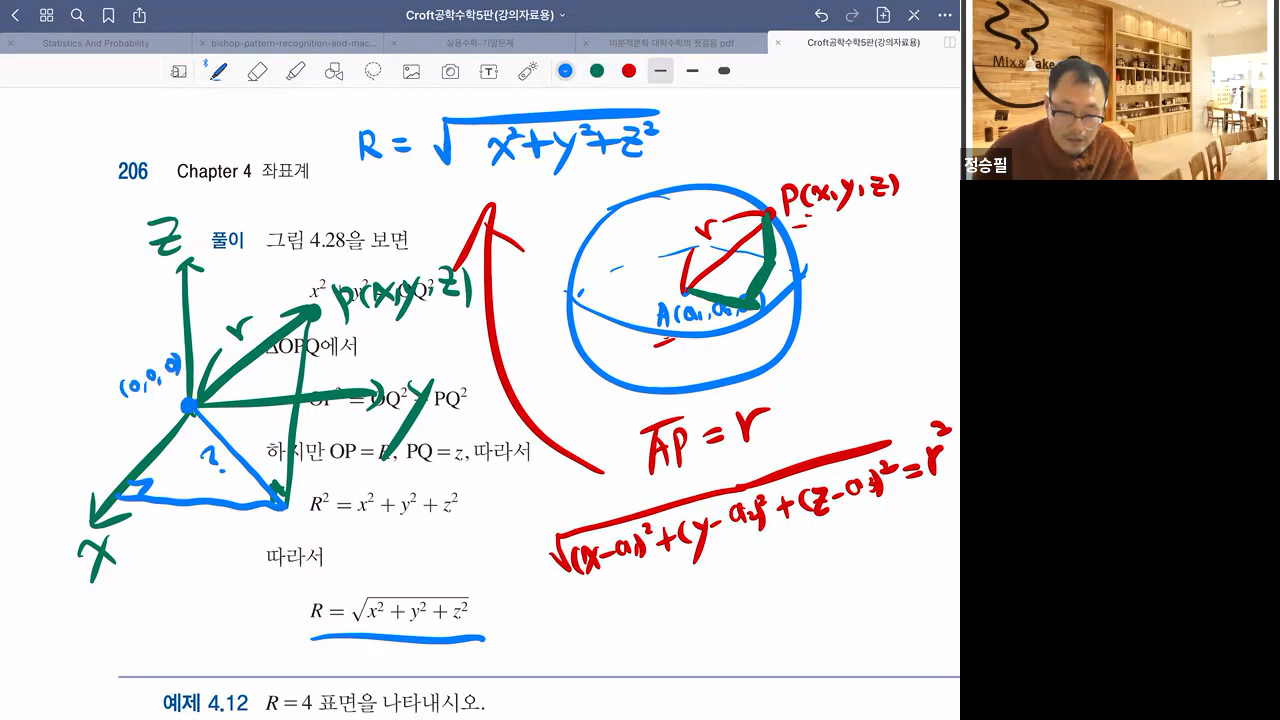 Croft공학수학5판(강의자료용)
Statistics And Probability
bishop-pattern-recognition-and-mac...
실용수학-기말문제
미분적분학 대학수학의 첫걸음.pdf
Croft공학수학5판(강의자료용)
Mix&
정승필
R = √(x²+y²+z²)
206 Chapter 4 좌표계
P(x,y,z)
Z
풀이 그림 4.28을 보면
r
P(x,y,z)
r
△OPQ에서
(0,0,0)
y
OP² = OQ² + PQ²
AP = r
하지만 OP = R, PQ = z, 따라서
?
R² = x² + y² + z²
√(x-a₁)²+(y-a₂)²+(z-a₃)² = r²
X
따라서
R = √(x² + y² + z²)
예제 4.12 R = 4 표면을 나타내시오.